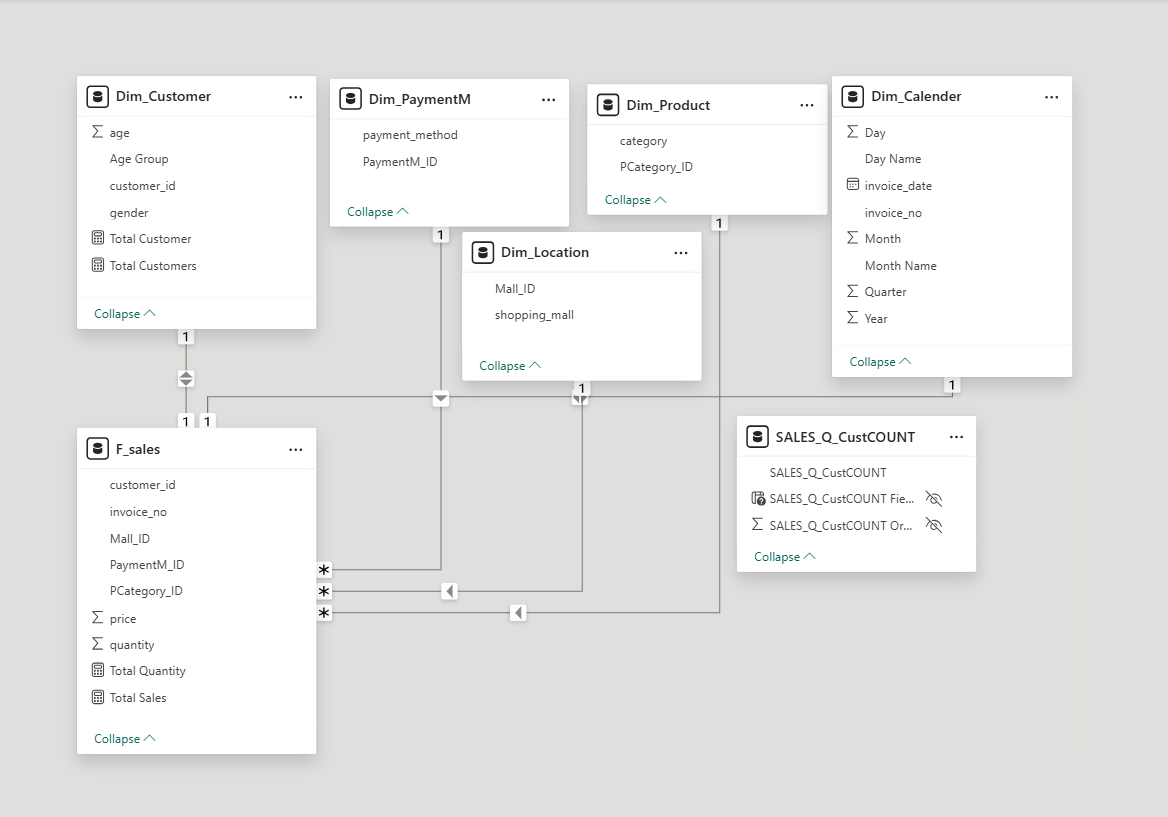 Dim_Customer ...
age
Age Group
customer_id
gender
Total Customer
Total Customers
Collapse
Dim_PaymentM ...
payment_method
PaymentM_ID
Collapse
Dim_Product ...
category
PCategory_ID
Collapse
Dim_Calender ...
Day
Day Name
invoice_date
invoice_no
Month
Month Name
Quarter
Year
Collapse
Dim_Location ...
Mall_ID
shopping_mall
Collapse
1
1
1
1
1
1
1
F_sales ...
customer_id
invoice_no
Mall_ID
PaymentM_ID
PCategory_ID
price
quantity
Total Quantity
Total Sales
Collapse
*
*
*
SALES_Q_CustCOUNT ...
SALES_Q_CustCOUNT
SALES_Q_CustCOUNT Fie...
SALES_Q_CustCOUNT Or...
Collapse